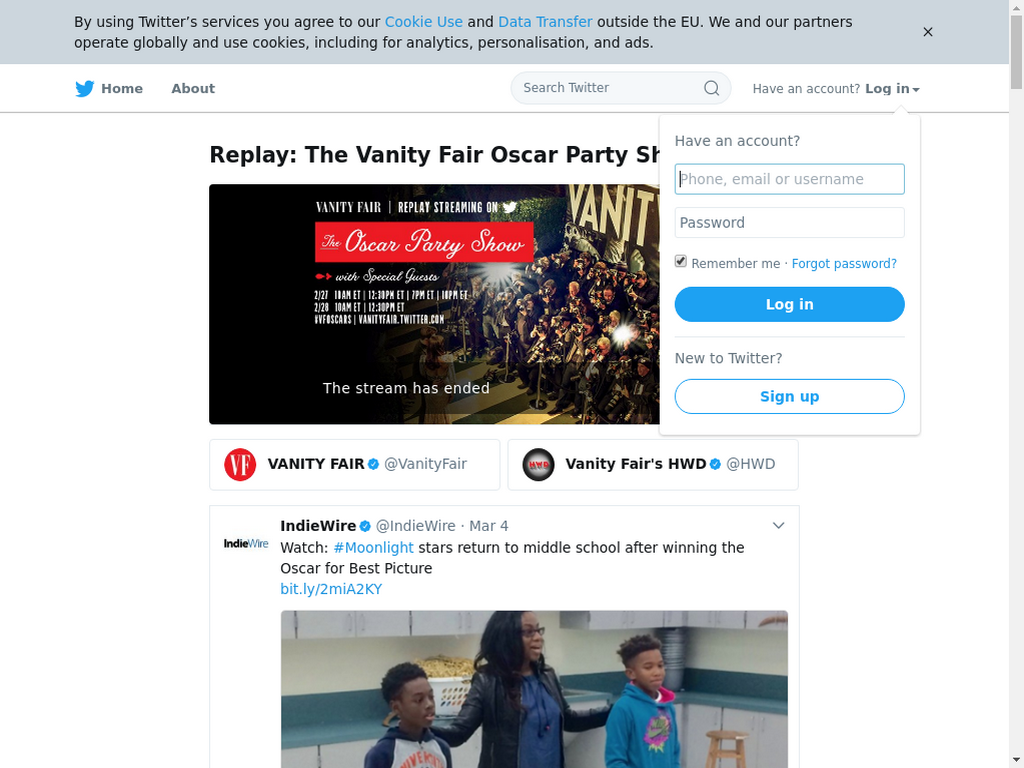 By using Twitter’s services you agree to our Cookie Use and Data Transfer outside the EU. We and our partners
operate globally and use cookies, including for analytics, personalisation, and ads.
Home
About
Search Twitter
Have an account? Log in
Replay: The Vanity Fair Oscar Party Sh
Have an account?
Phone, email or username
Password
Remember me · Forgot password?
Log in
New to Twitter?
Sign up
VANITY FAIR | REPLAY STREAMING ON
The Oscar Party Show
with Special Guests
2/27 10AM ET | 12:30PM ET | 7PM ET | 10PM ET
2/28 10AM ET | 12:30PM ET
#VFOSCARS | VANITYFAIR.TWITTER.COM
VANIT
The stream has ended
VF
VANITY FAIR @VanityFair
HWD
Vanity Fair's HWD @HWD
IndieWire
IndieWire @IndieWire · Mar 4
Watch: #Moonlight stars return to middle school after winning the
Oscar for Best Picture
bit.ly/2miA2KY